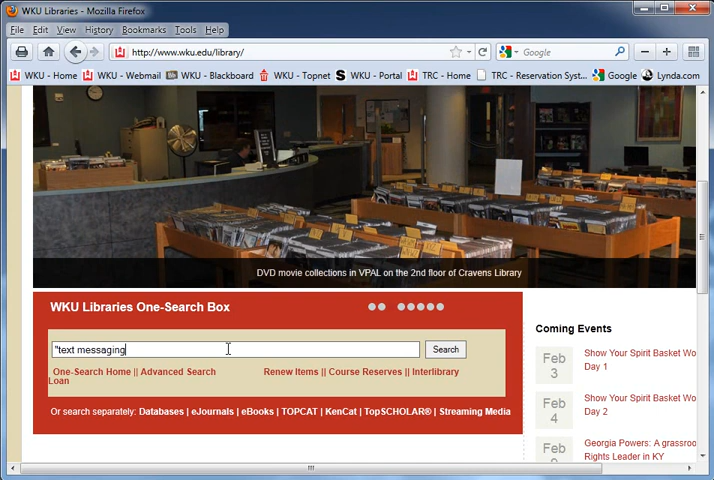 WKU Libraries - Mozilla Firefox
File Edit View History Bookmarks Tools Help
http://www.wku.edu/library/
Google
WKU - Home WKU - Webmail WKU - Blackboard WKU - Topnet WKU - Portal TRC - Home TRC - Reservation Syst... Google Lynda.com
DVD movie collections in VPAL on the 2nd floor of Cravens Library
WKU Libraries One-Search Box
"text messaging
Search
One-Search Home || Advanced Search Renew Items || Course Reserves || Interlibrary
Loan
Or search separately: Databases | eJournals | eBooks | TOPCAT | KenCat | TopSCHOLAR® | Streaming Media
Coming Events
Feb
3
Show Your Spirit Basket Wo
Day 1
Feb
4
Show Your Spirit Basket Wo
Day 2
Feb
Georgia Powers: A grassroo
Rights Leader in KY